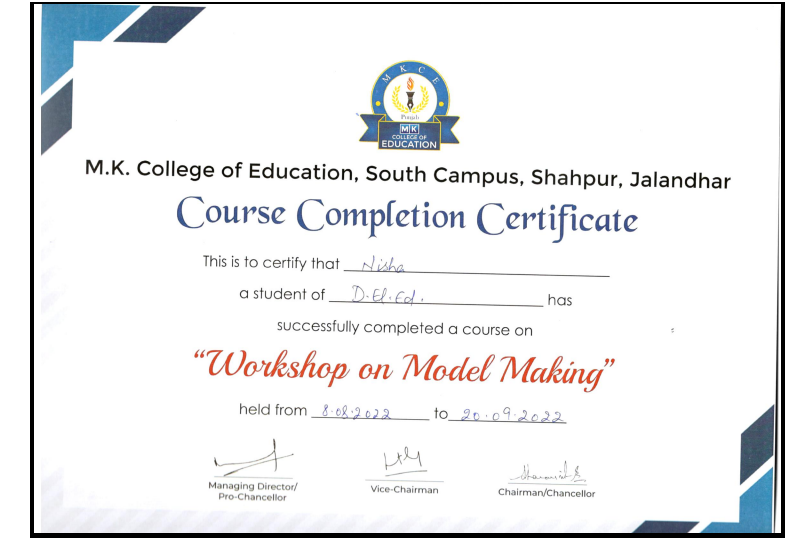 M K C E
Punjab
MK
COLLEGE OF
EDUCATION
M.K. College of Education, South Campus, Shahpur, Jalandhar
Course Completion Certificate
This is to certify that Nisha
a student of D.El.Ed. has
successfully completed a course on
“Workshop on Model Making”
held from 8.08.2022 to 20.09.2022
Managing Director/ Vice-Chairman Chairman/Chancellor
Pro-Chancellor